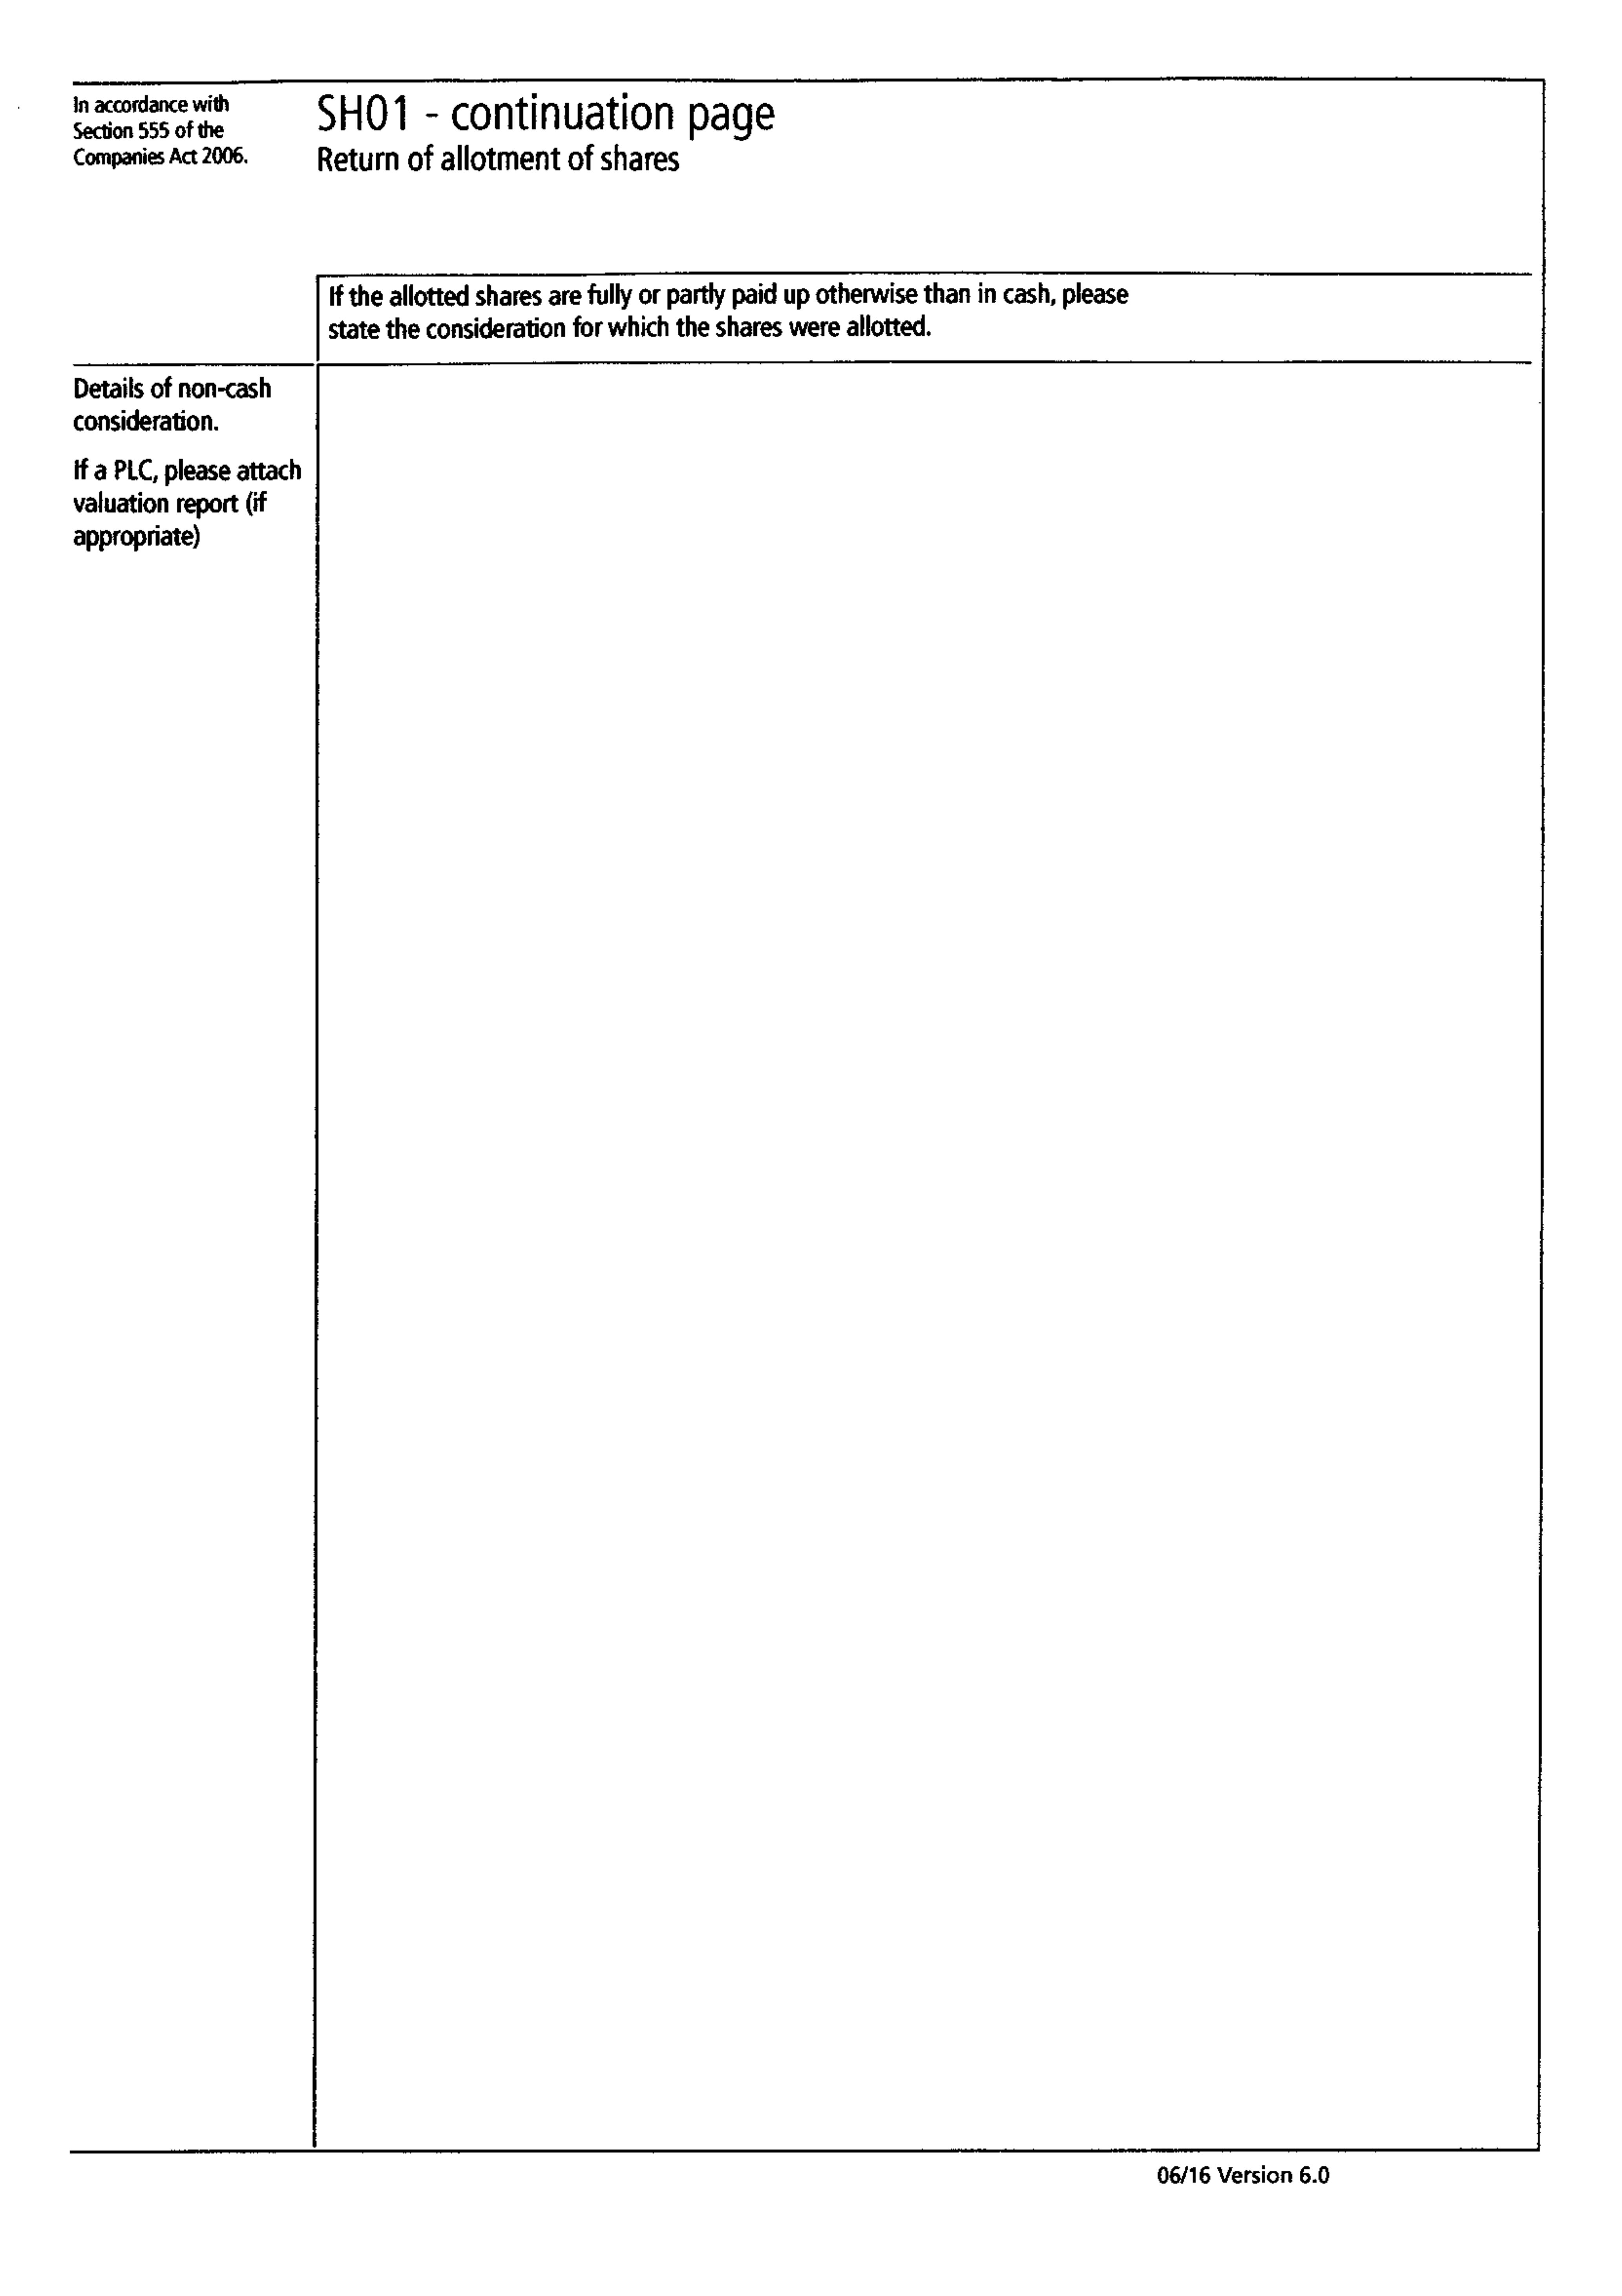 In accordance with
Section 555 of the
Companies Act 2006.
SH01 - continuation page
Return of allotment of shares
If the allotted shares are fully or partly paid up otherwise than in cash, please
state the consideration for which the shares were allotted.
Details of non-cash
consideration.
If a PLC, please attach
valuation report (if
appropriate)
06/16 Version 6.0